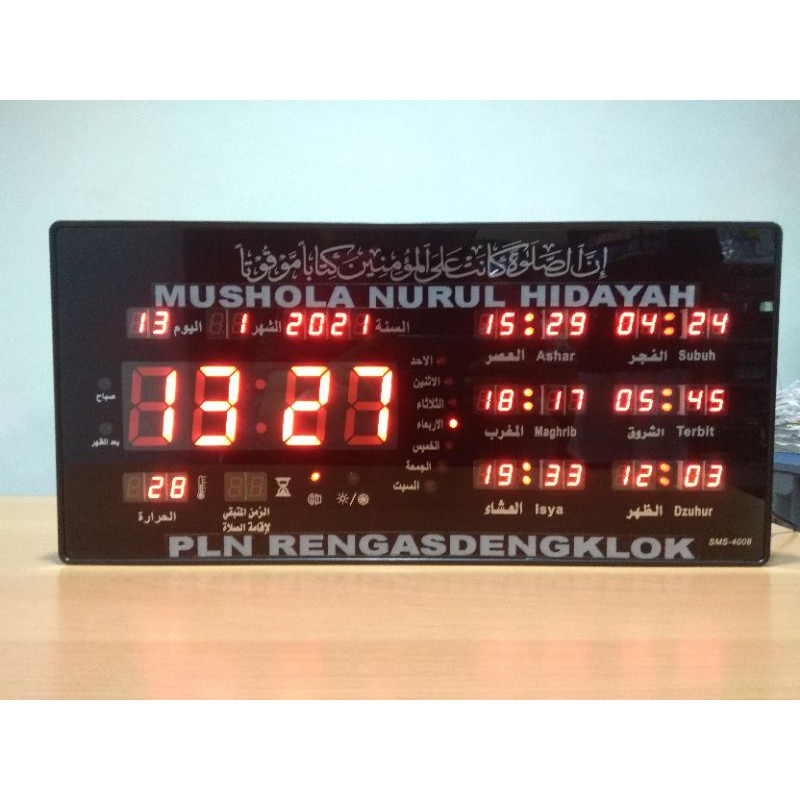 إن الصلوة كانت على المؤمنين كتابا موقوتا
MUSHOLA NURUL HIDAYAH
13 اليوم 1 الشهر 2021 السنة
15:29
العصر Ashar
04:24
الفجر Subuh
13 27
صباح
بعد الظهر
الاحد
الاثنين
الثلاثاء
الاربعاء
الخميس
الجمعة
السبت
18:17
المغرب Maghrib
05:45
الشروق Terbit
28
الحرارة
الزمن المتبقي
لإقامة الصلاة
19:33
العشاء Isya
12:03
الظهر Dzuhur
PLN RENGASDENGKLOK
SMS-4008